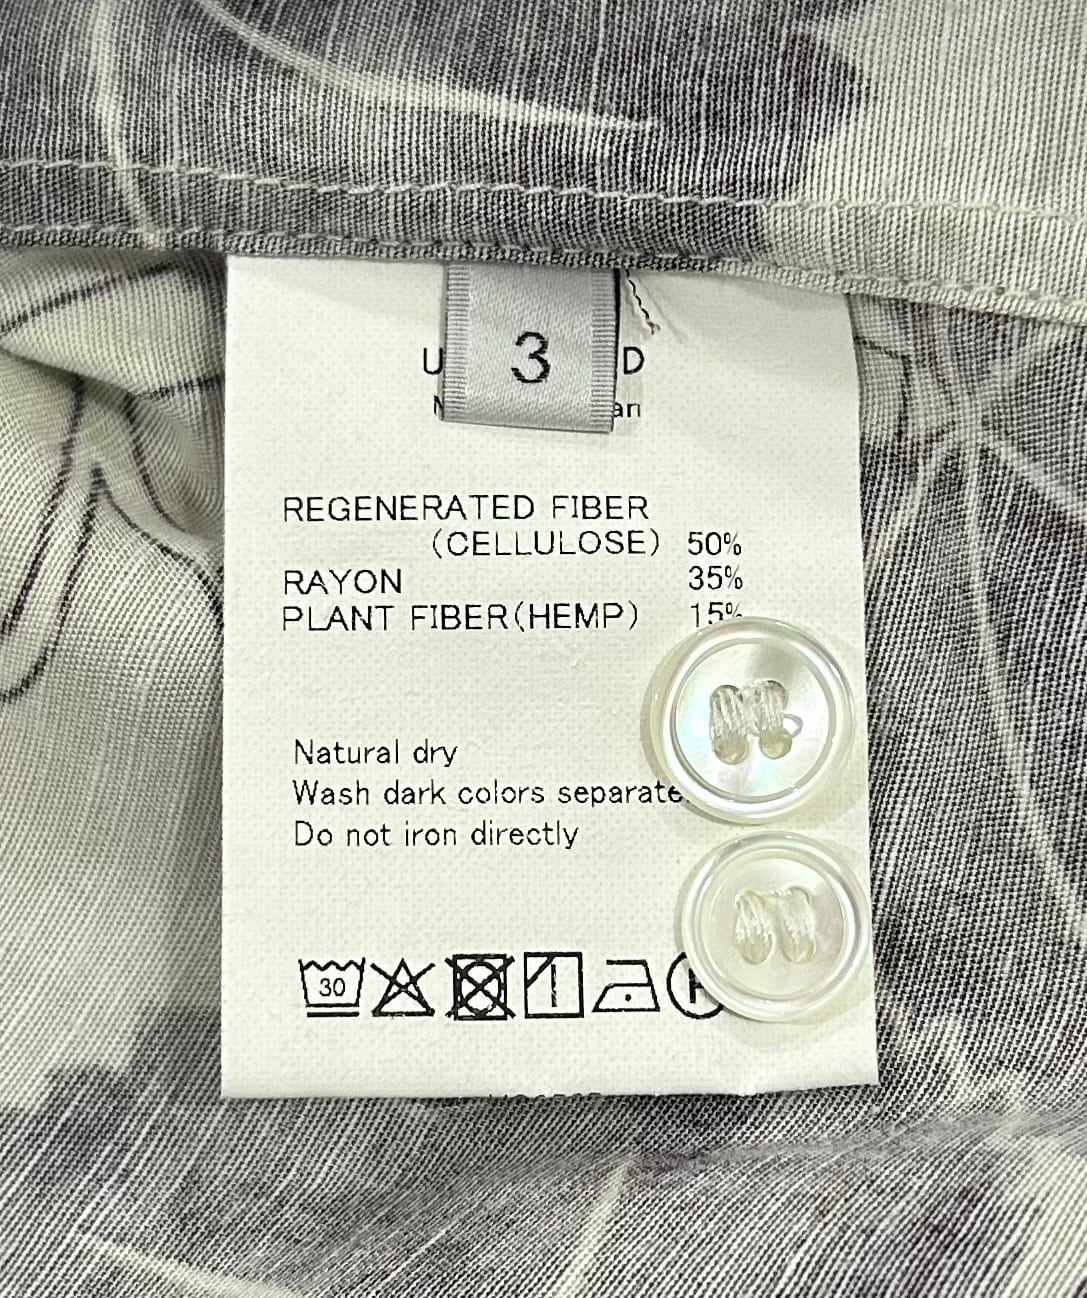 3
REGENERATED FIBER
(CELLULOSE) 50%
RAYON 35%
PLANT FIBER(HEMP) 15%
Natural dry
Wash dark colors
Do not iron directly
30